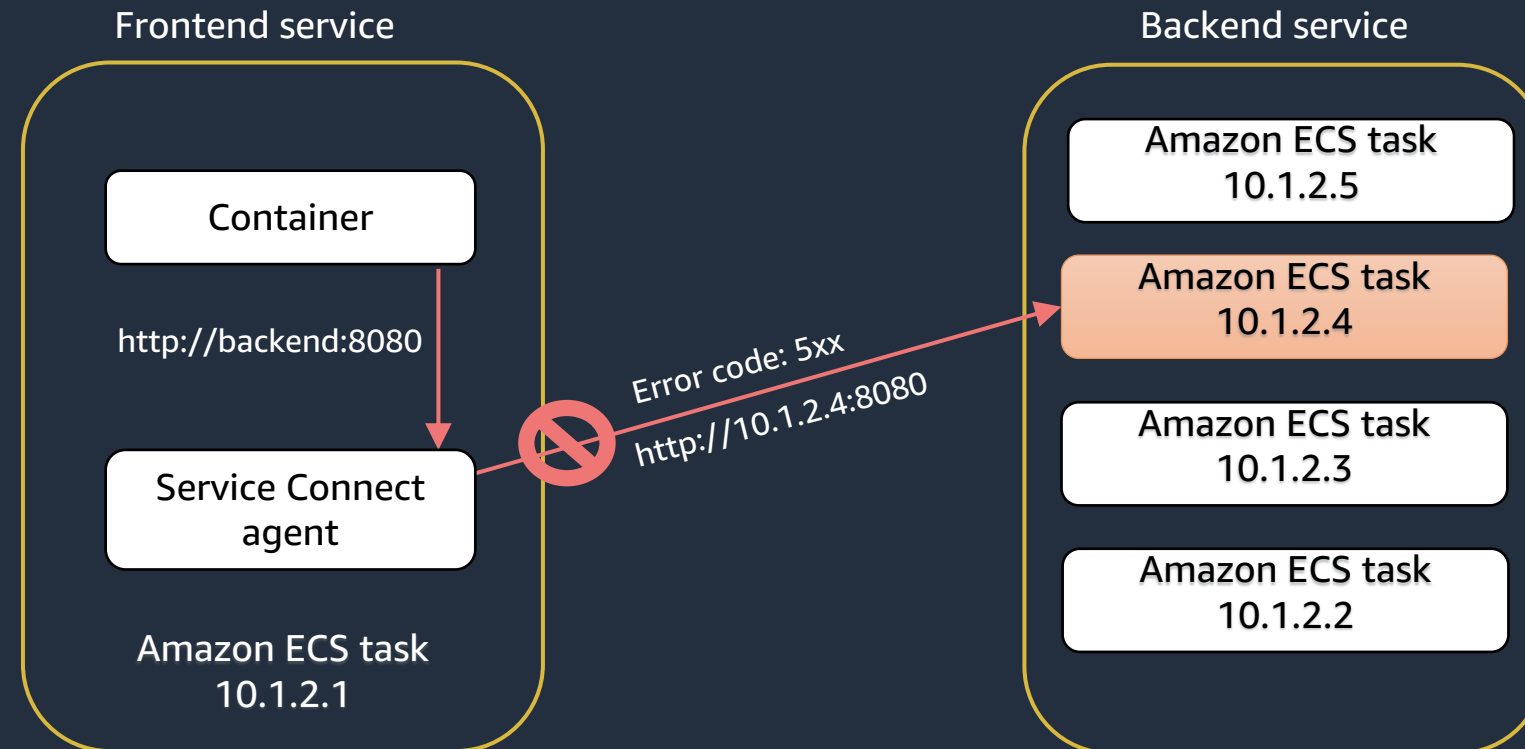 Frontend service
Container
http://backend:8080
Service Connect
agent
Amazon ECS task
10.1.2.1
Error code: 5xx
http://10.1.2.4:8080
Backend service
Amazon ECS task
10.1.2.5
Amazon ECS task
10.1.2.4
Amazon ECS task
10.1.2.3
Amazon ECS task
10.1.2.2